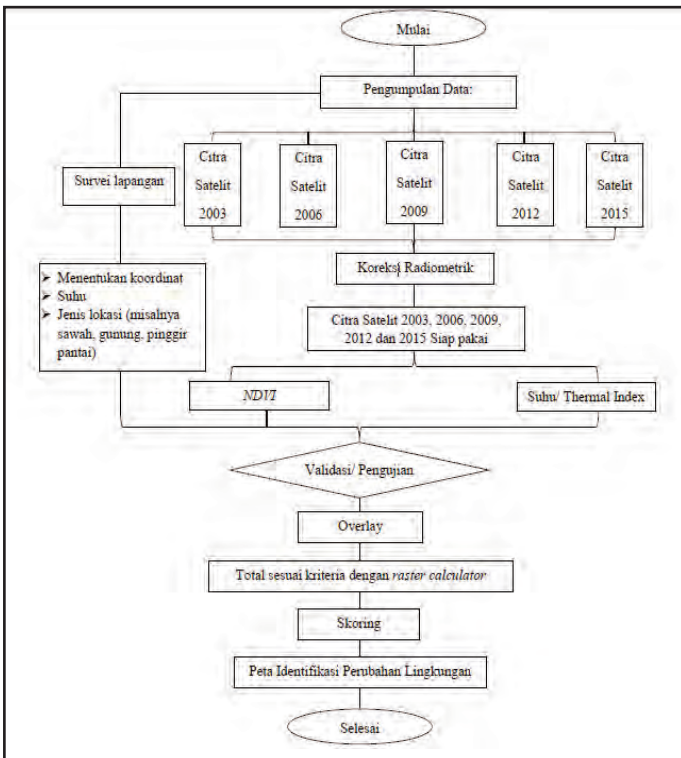 Mulai
Pengumpulan Data:
Survei lapangan
Citra
Satelit
2003
Citra
Satelit
2006
Citra
Satelit
2009
Citra
Satelit
2012
Citra
Satelit
2015
➢ Menentukan koordinat
➢ Suhu
➢ Jenis lokasi (misalnya
sawah, gunung, pinggir
pantai)
Koreksi Radiometrik
Citra Satelit 2003, 2006, 2009,
2012 dan 2015 Siap pakai
NDVI
Suhu/ Thermal Index
Validasi/ Pengujian
Overlay
Total sesuai kriteria dengan raster calculator
Skoring
Peta Identifikasi Perubahan Lingkungan
Selesai